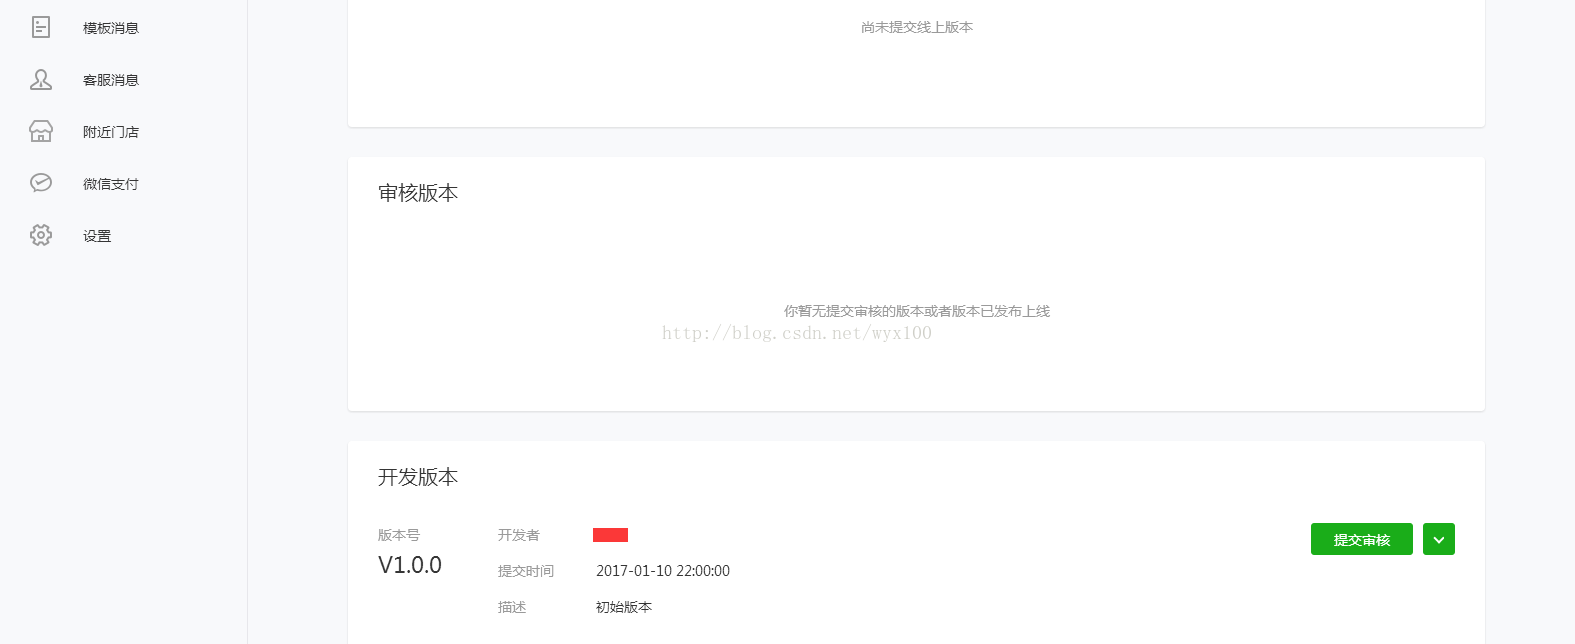 模板消息
客服消息
附近门店
微信支付
设置
尚未提交线上版本
审核版本
你暂无提交审核的版本或者版本已发布上线
http://blog.csdn.net/wyx100
开发版本
版本号
V1.0.0
开发者
提交时间 2017-01-10 22:00:00
描述 初始版本
提交审核